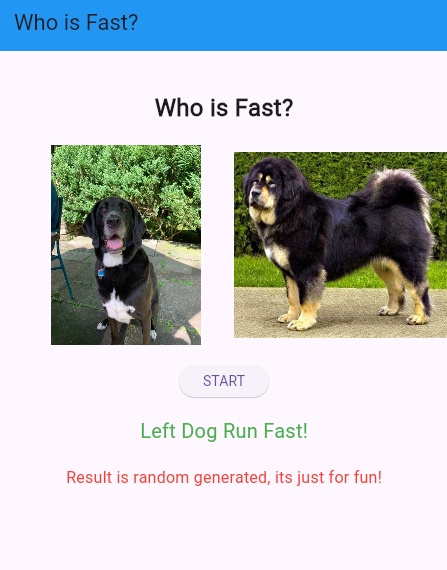 Who is Fast?
Who is Fast?
START
Left Dog Run Fast!
Result is random generated, its just for fun!